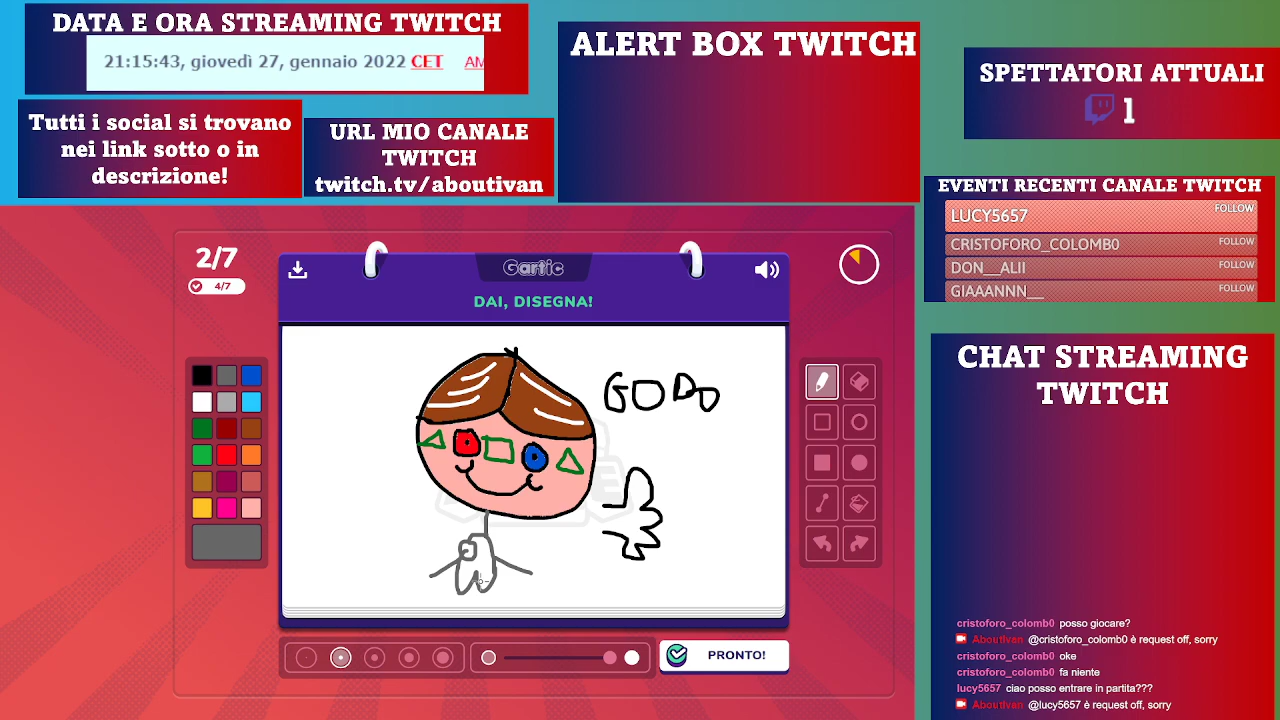 DATA E ORA STREAMING TWITCH
21:15:43, giovedì 27, gennaio 2022 CET AM
Tutti i social si trovano
nei link sotto o in
descrizione!
URL MIO CANALE
TWITCH
twitch.tv/aboutivan
ALERT BOX TWITCH
SPETTATORI ATTUALI
1
EVENTI RECENTI CANALE TWITCH
LUCY5657 FOLLOW
CRISTOFORO_COLOMB0 FOLLOW
DON__ALII FOLLOW
GIAAANNN__ FOLLOW
2/7
4/7
Gartic
DAI, DISEGNA!
GODO
PRONTO!
CHAT STREAMING
TWITCH
cristoforo_colomb0 posso giocare?
AboutIvan @cristoforo_colomb0 è request off, sorry
cristoforo_colomb0 oke
cristoforo_colomb0 fa niente
lucy5657 ciao posso entrare in partita???
AboutIvan @lucy5657 è request off, sorry